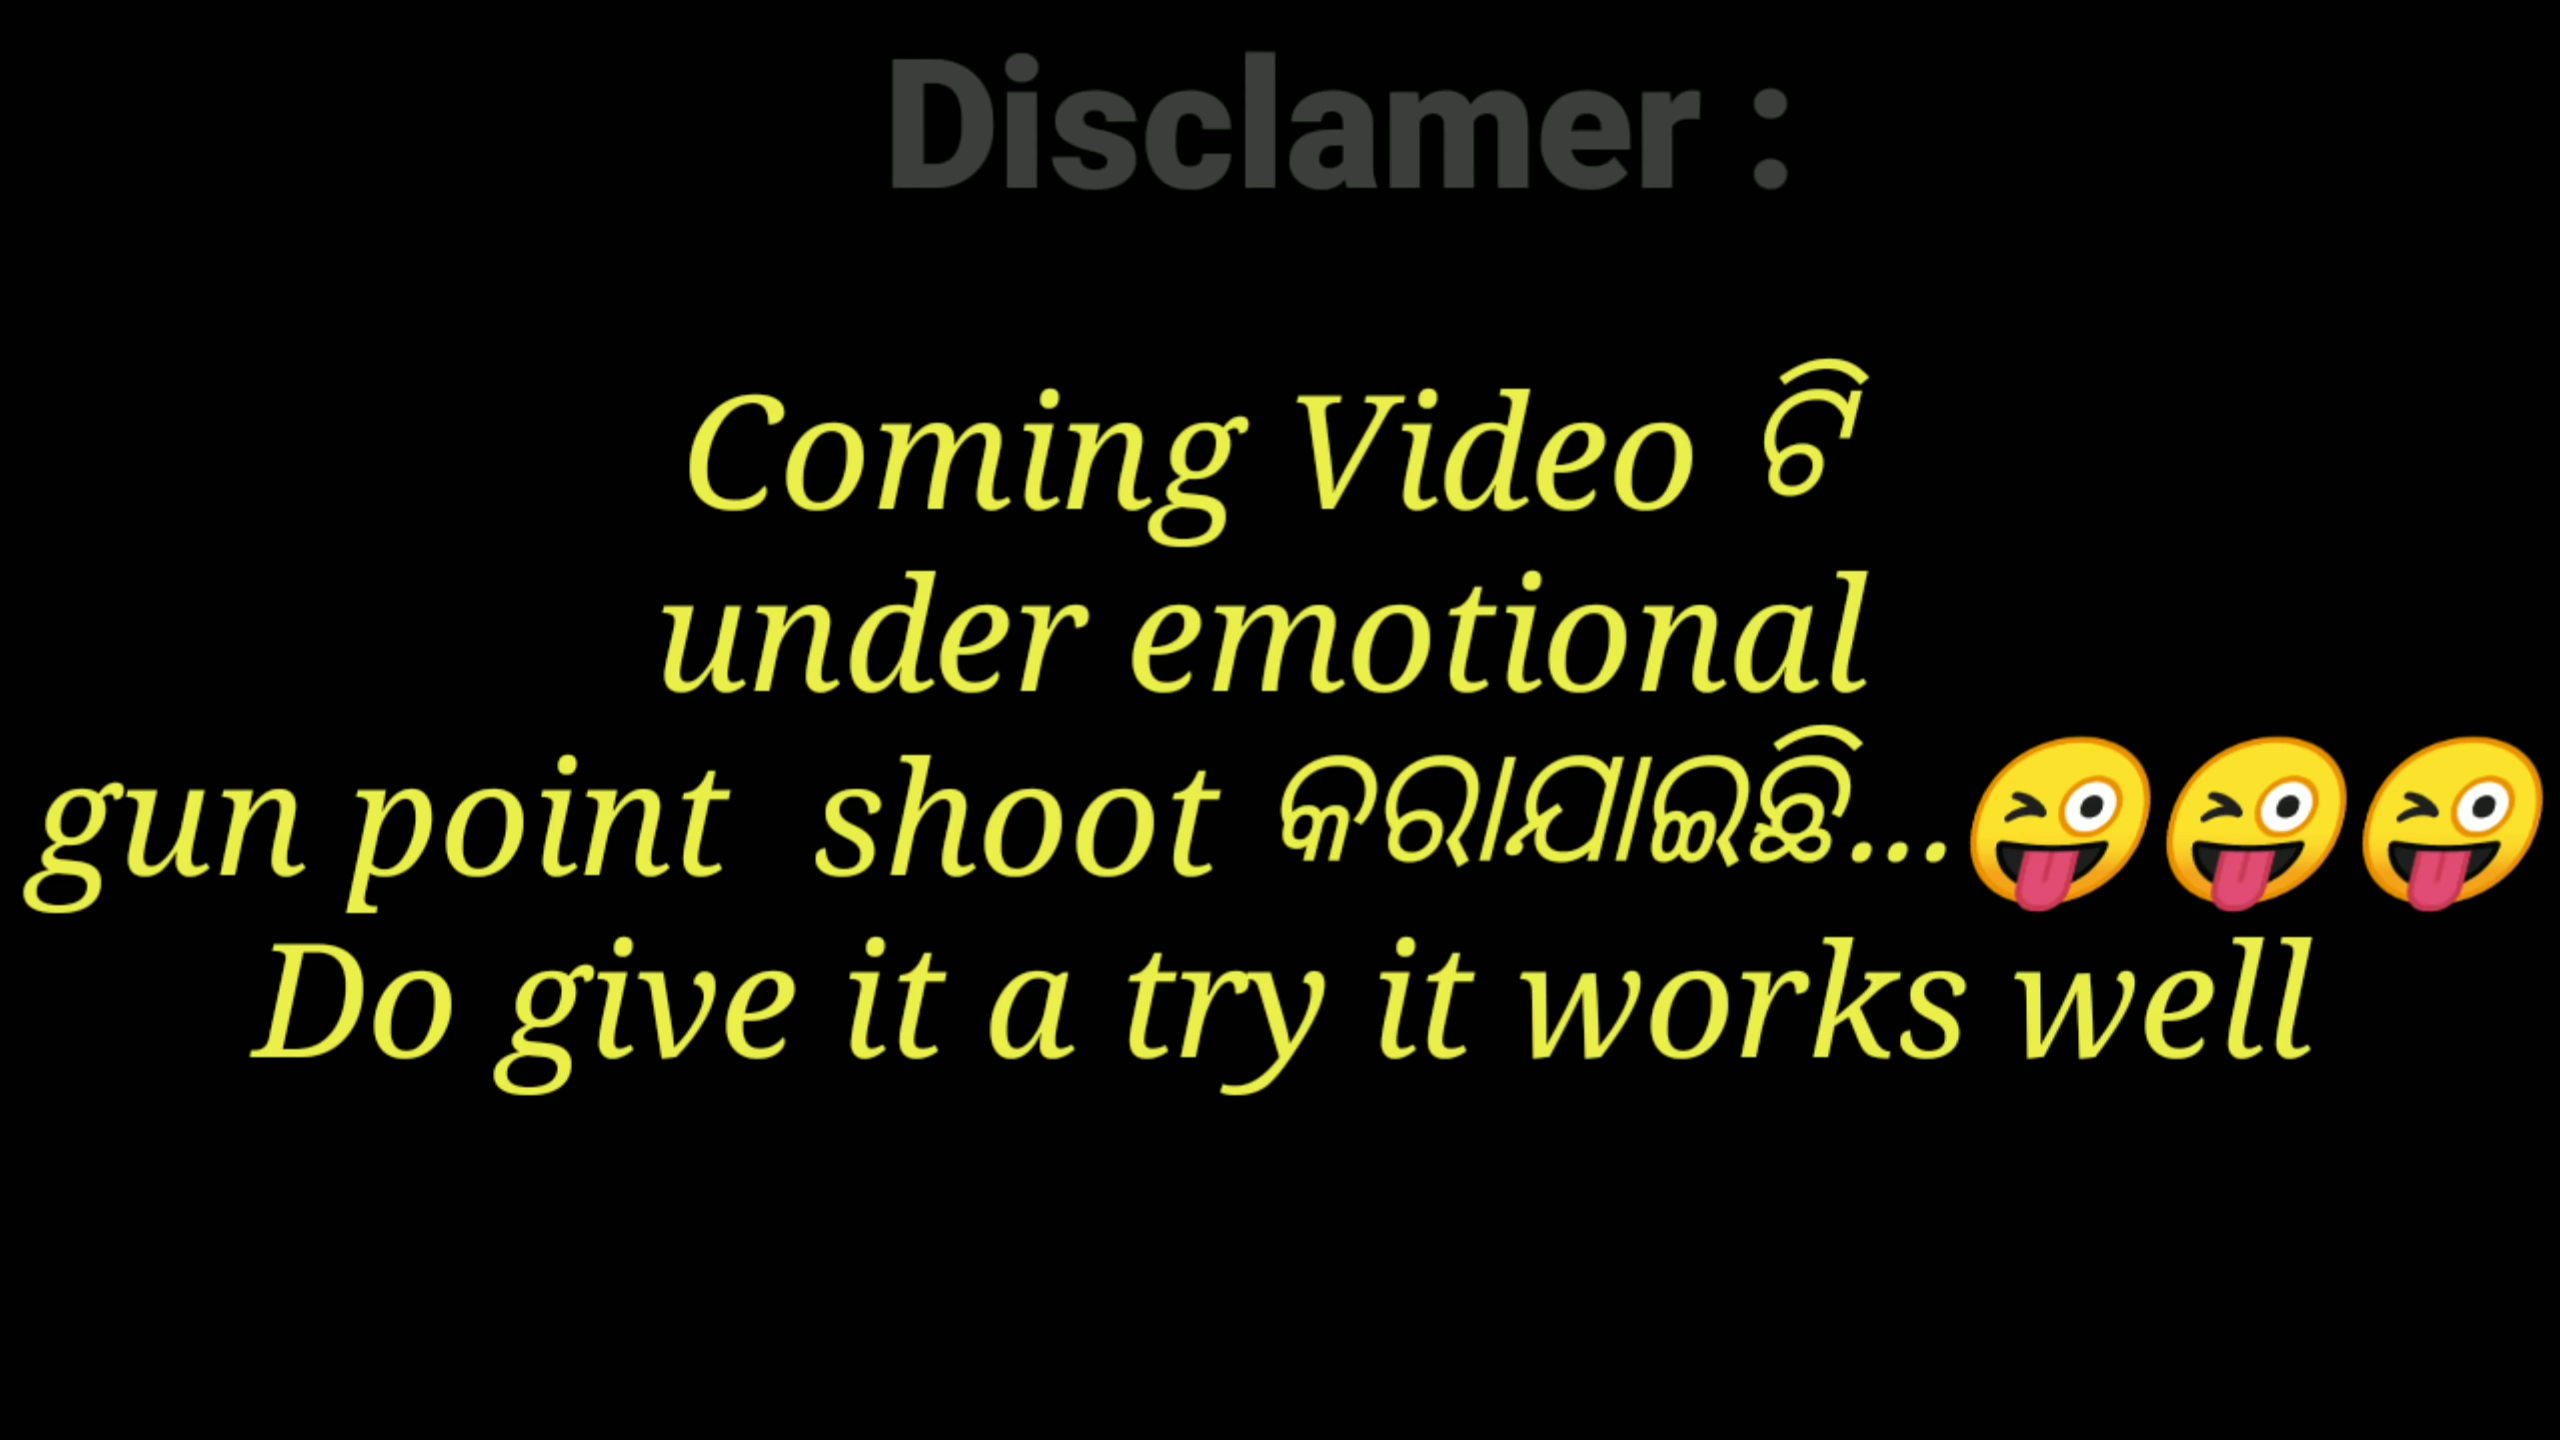 Disclamer :
Coming Video ଟି
under emotional
gun point  shoot କରାଯାଇଛି...😜😜😜
Do give it a try it works well